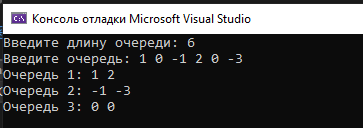 Консоль отладки Microsoft Visual Studio
Введите длину очереди: 6
Введите очередь: 1 0 -1 2 0 -3
Очередь 1: 1 2
Очередь 2: -1 -3
Очередь 3: 0 0